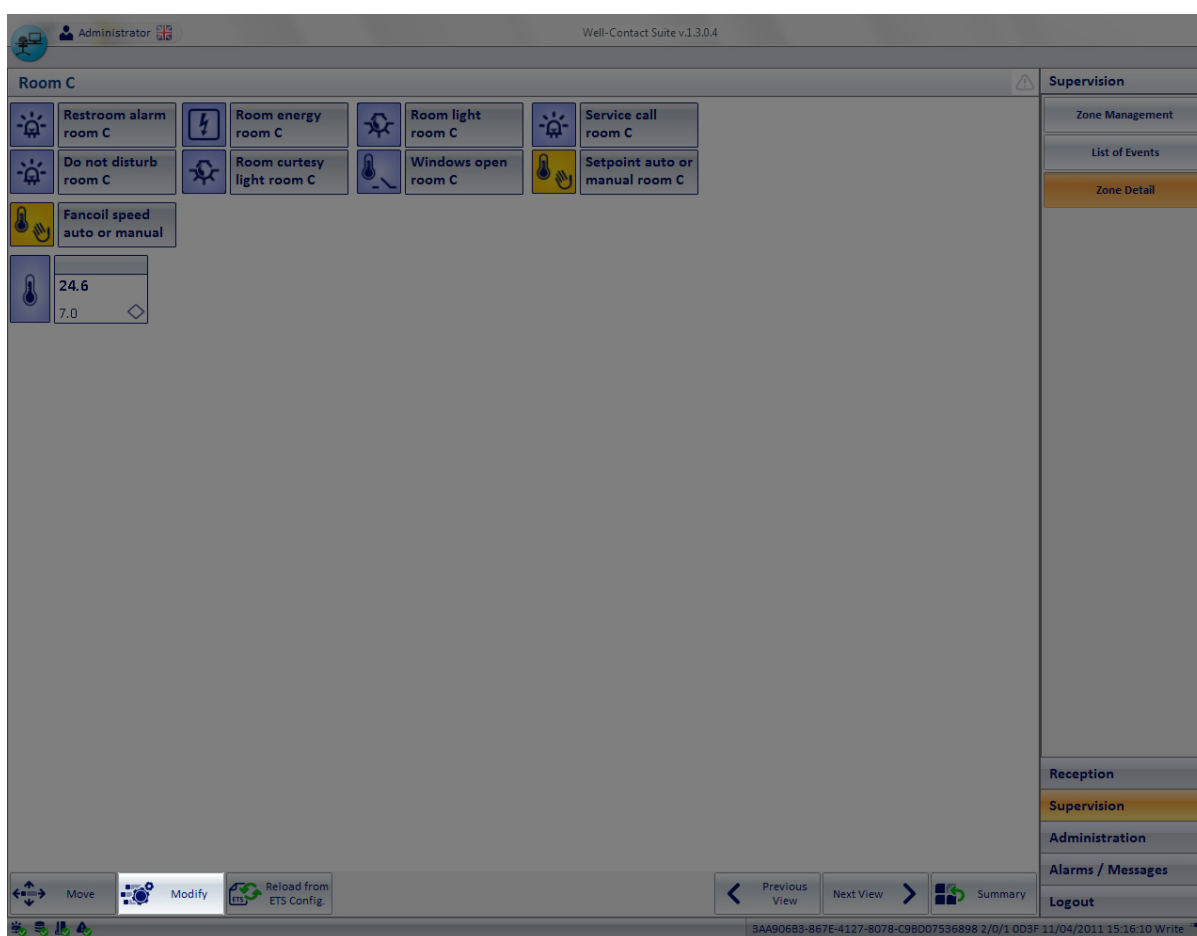 Administrator
Well-Contact Suite v.1.3.0.4
Room C
Supervision
Restroom alarm
room C
Room energy
room C
Room light
room C
Service call
room C
Do not disturb
room C
Room curtesy
light room C
Windows open
room C
Setpoint auto or
manual room C
Fancoil speed
auto or manual
24.6
7.0
Zone Management
List of Events
Zone Detail
Reception
Supervision
Administration
Alarms / Messages
Logout
Move
Modify
ETS
Reload from
ETS Config.
Previous
View
Next View
Summary
3AA906B3-867E-4127-8078-C9BD07536898 2/0/1 0D3F 11/04/2011 15:16:10 Write